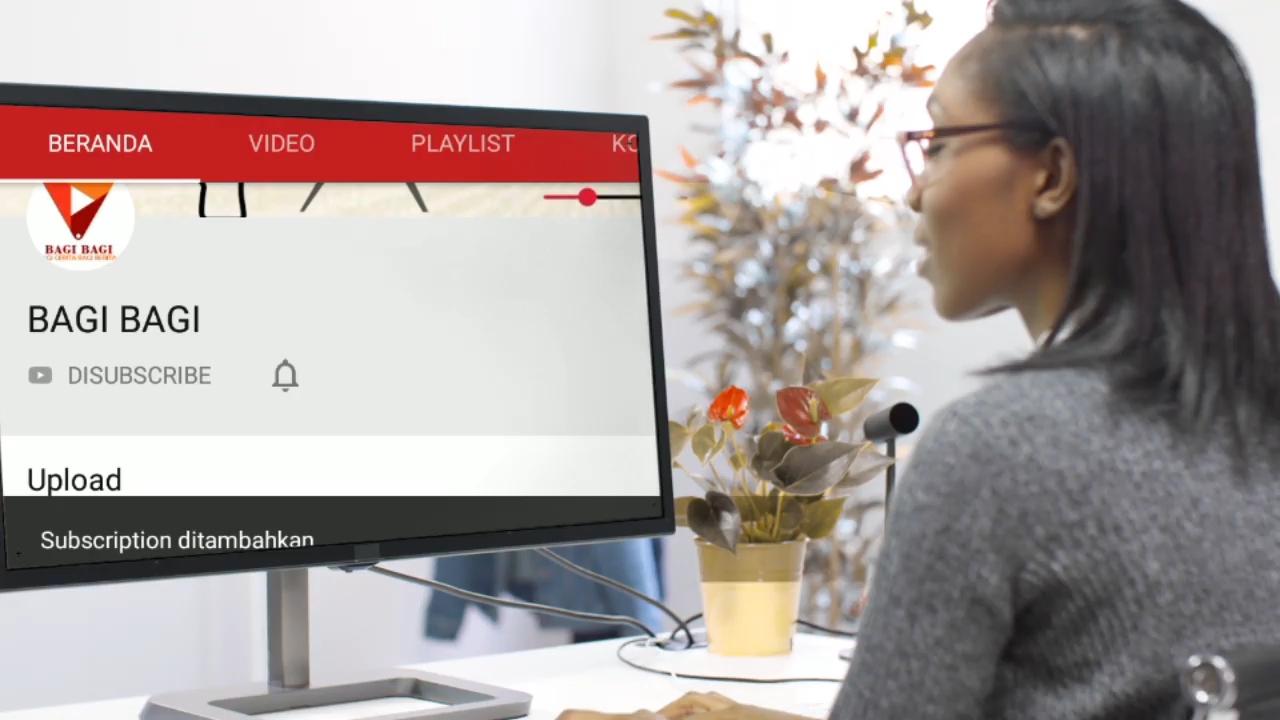 BERANDA VIDEO PLAYLIST
BAGI BAGI
BAGI BAGI
DISUBSCRIBE
Upload
Subscription ditambahkan